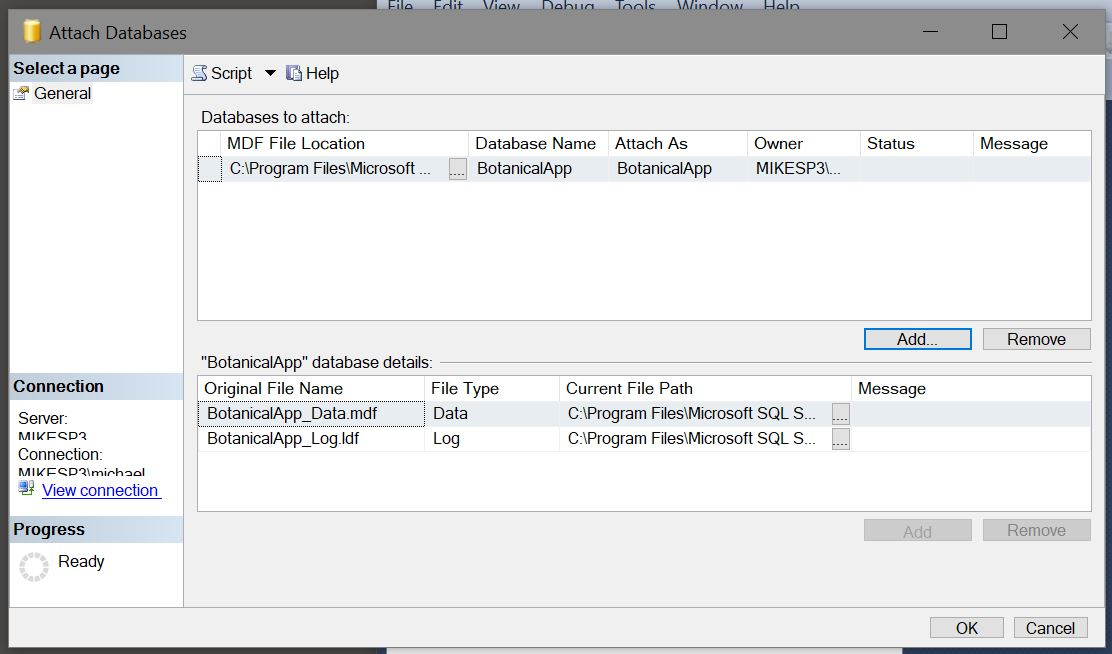 File Edit View Debug Tools Window Help
Attach Databases
Select a page
General
Script Help
Databases to attach:
MDF File Location Database Name Attach As Owner Status Message
C:\Program Files\Microsoft ... .... BotanicalApp BotanicalApp MIKESP3\...
Add... Remove
"BotanicalApp" database details:
Original File Name File Type Current File Path Message
BotanicalApp_Data.mdf Data C:\Program Files\Microsoft SQL S... ....
BotanicalApp_Log.ldf Log C:\Program Files\Microsoft SQL S... ....
Add Remove
Connection
Server:
MIKESP3
Connection:
MIKESP3\michael
View connection
Progress
Ready
OK Cancel